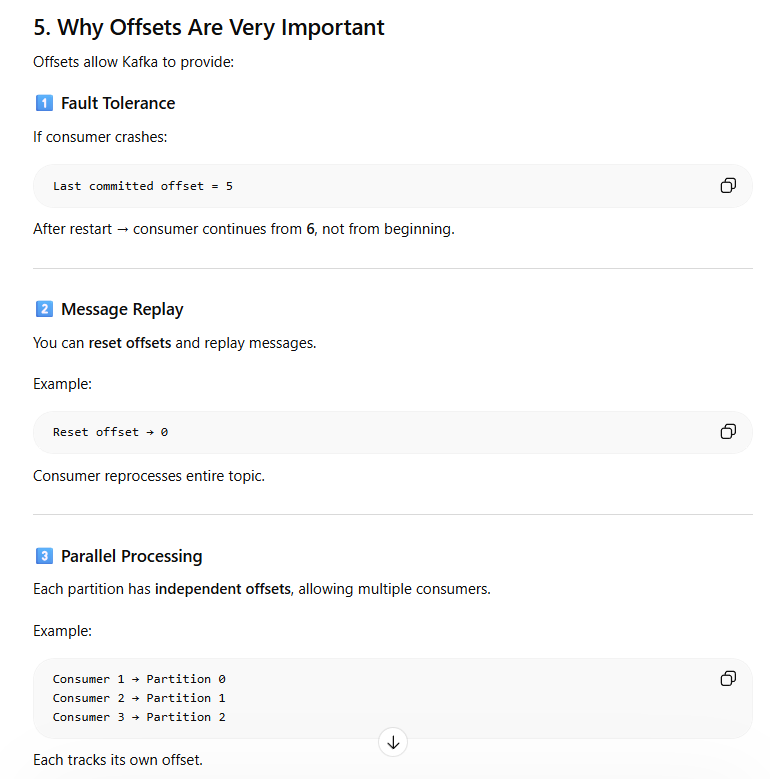 5. Why Offsets Are Very Important
Offsets allow Kafka to provide:
1️⃣ Fault Tolerance
If consumer crashes:
Last committed offset = 5
After restart → consumer continues from 6, not from beginning.
2️⃣ Message Replay
You can reset offsets and replay messages.
Example:
Reset offset → 0
Consumer reprocesses entire topic.
3️⃣ Parallel Processing
Each partition has independent offsets, allowing multiple consumers.
Example:
Consumer 1 → Partition 0
Consumer 2 → Partition 1
Consumer 3 → Partition 2
Each tracks its own offset.